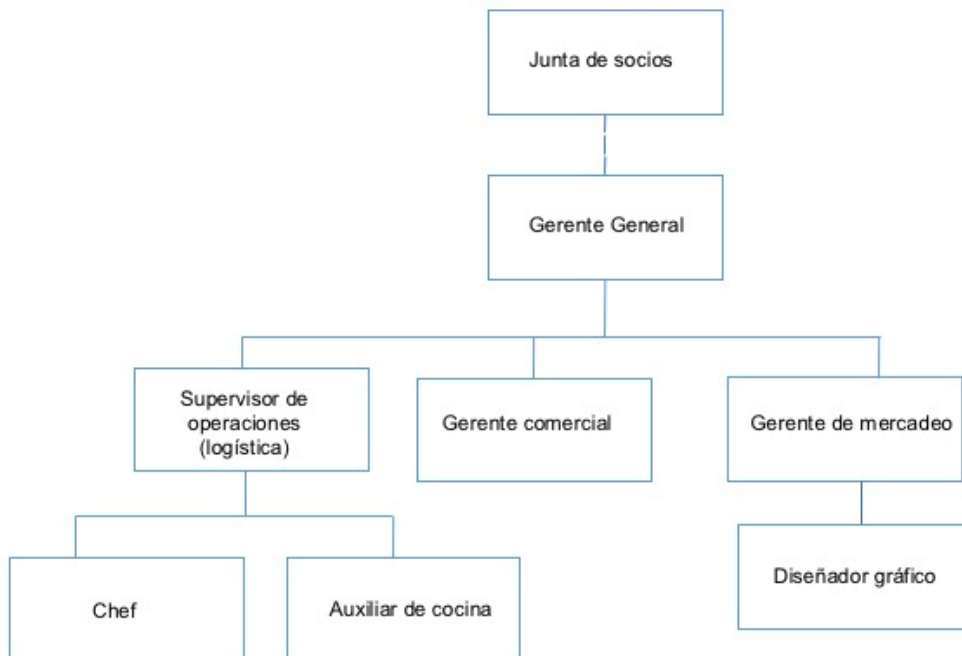 Junta de socios
Gerente General
Supervisor de
operaciones
(logística)
Gerente comercial
Gerente de mercadeo
Chef
Auxiliar de cocina
Diseñador gráfico